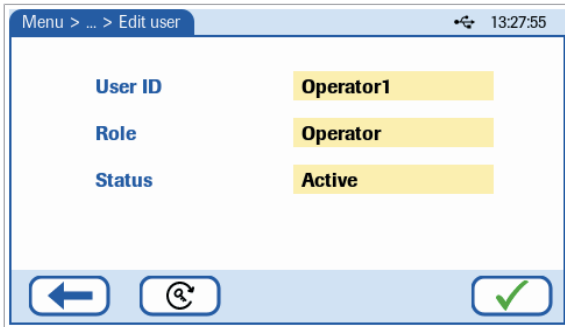 Menu > ... > Edit user 13:27:55
User ID Operator1
Role Operator
Status Active